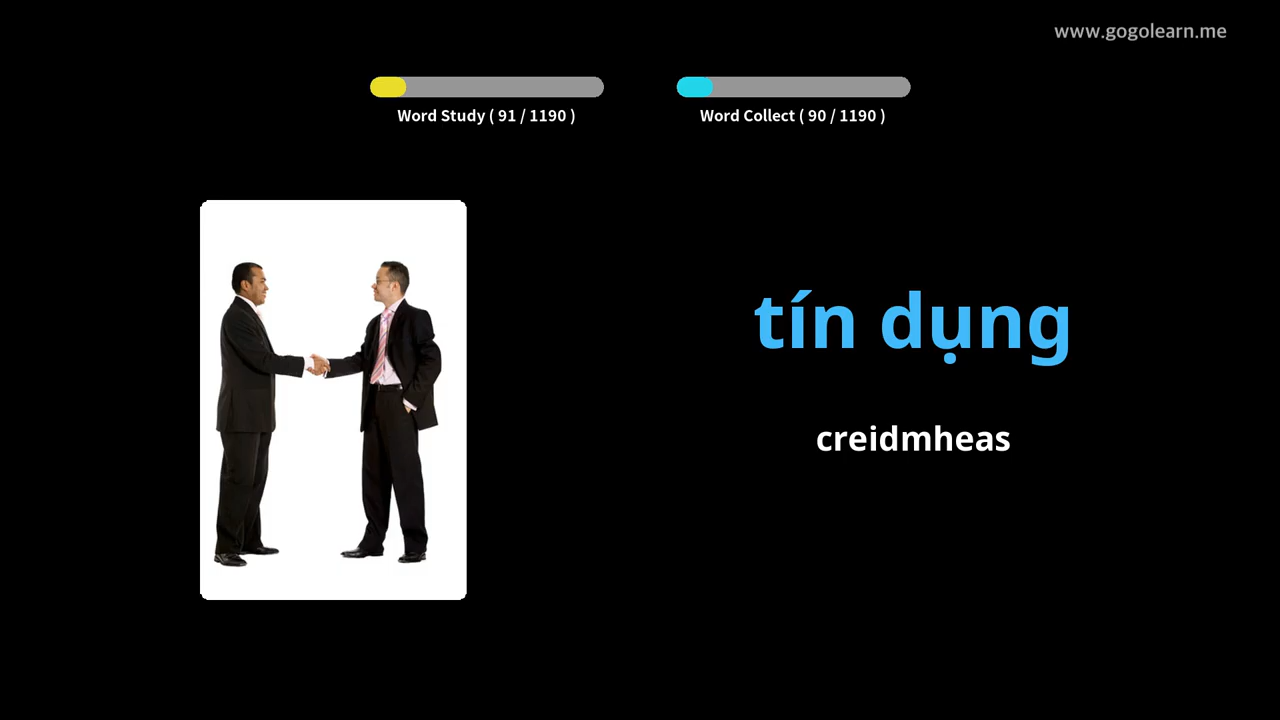 www.gogolearn.me
Word Study ( 91 / 1190 )
Word Collect ( 90 / 1190 )
tín dụng
creidmheas